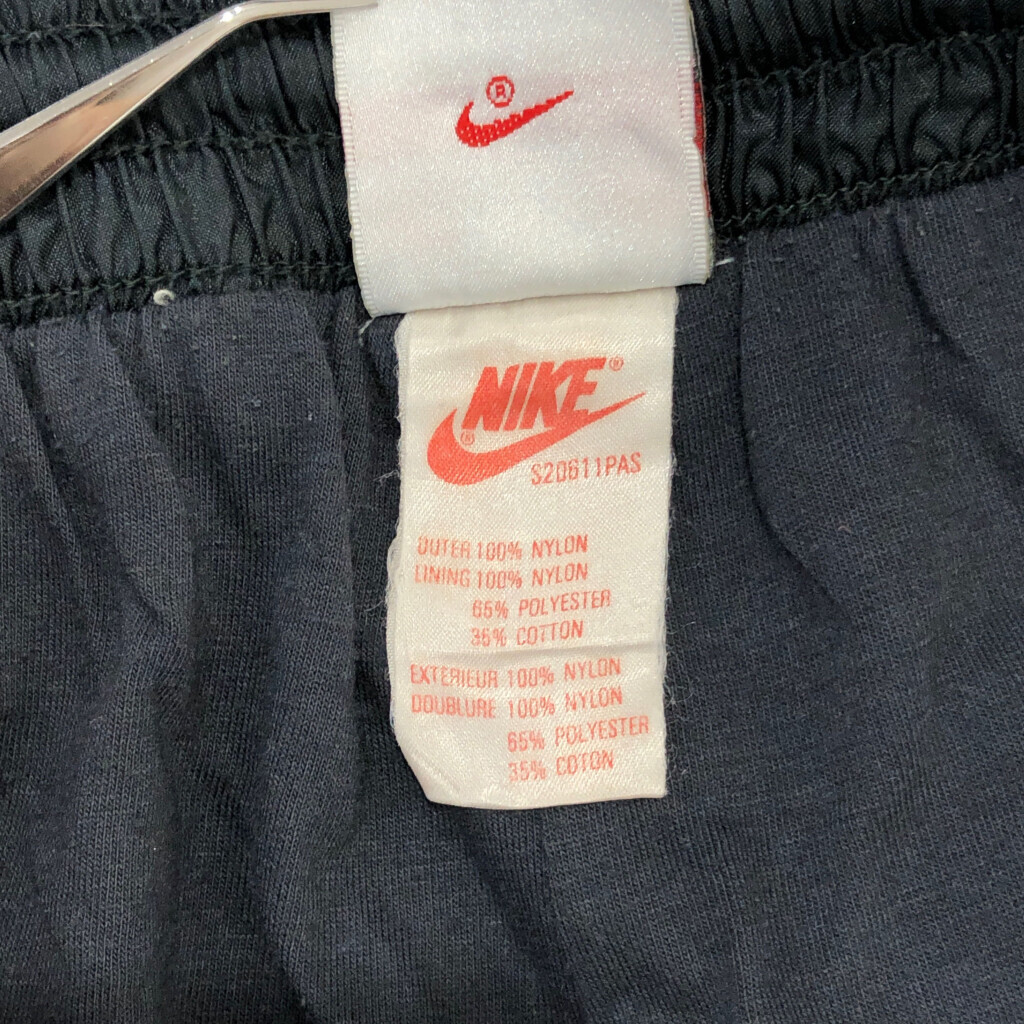 ®
NIKE®
®
S20611PAS
OUTER 100% NYLON
LINING 100% NYLON
65% POLYESTER
35% COTTON
EXTERIEUR 100% NYLON
DOUBLURE 100% NYLON
65% POLYESTER
35% COTON